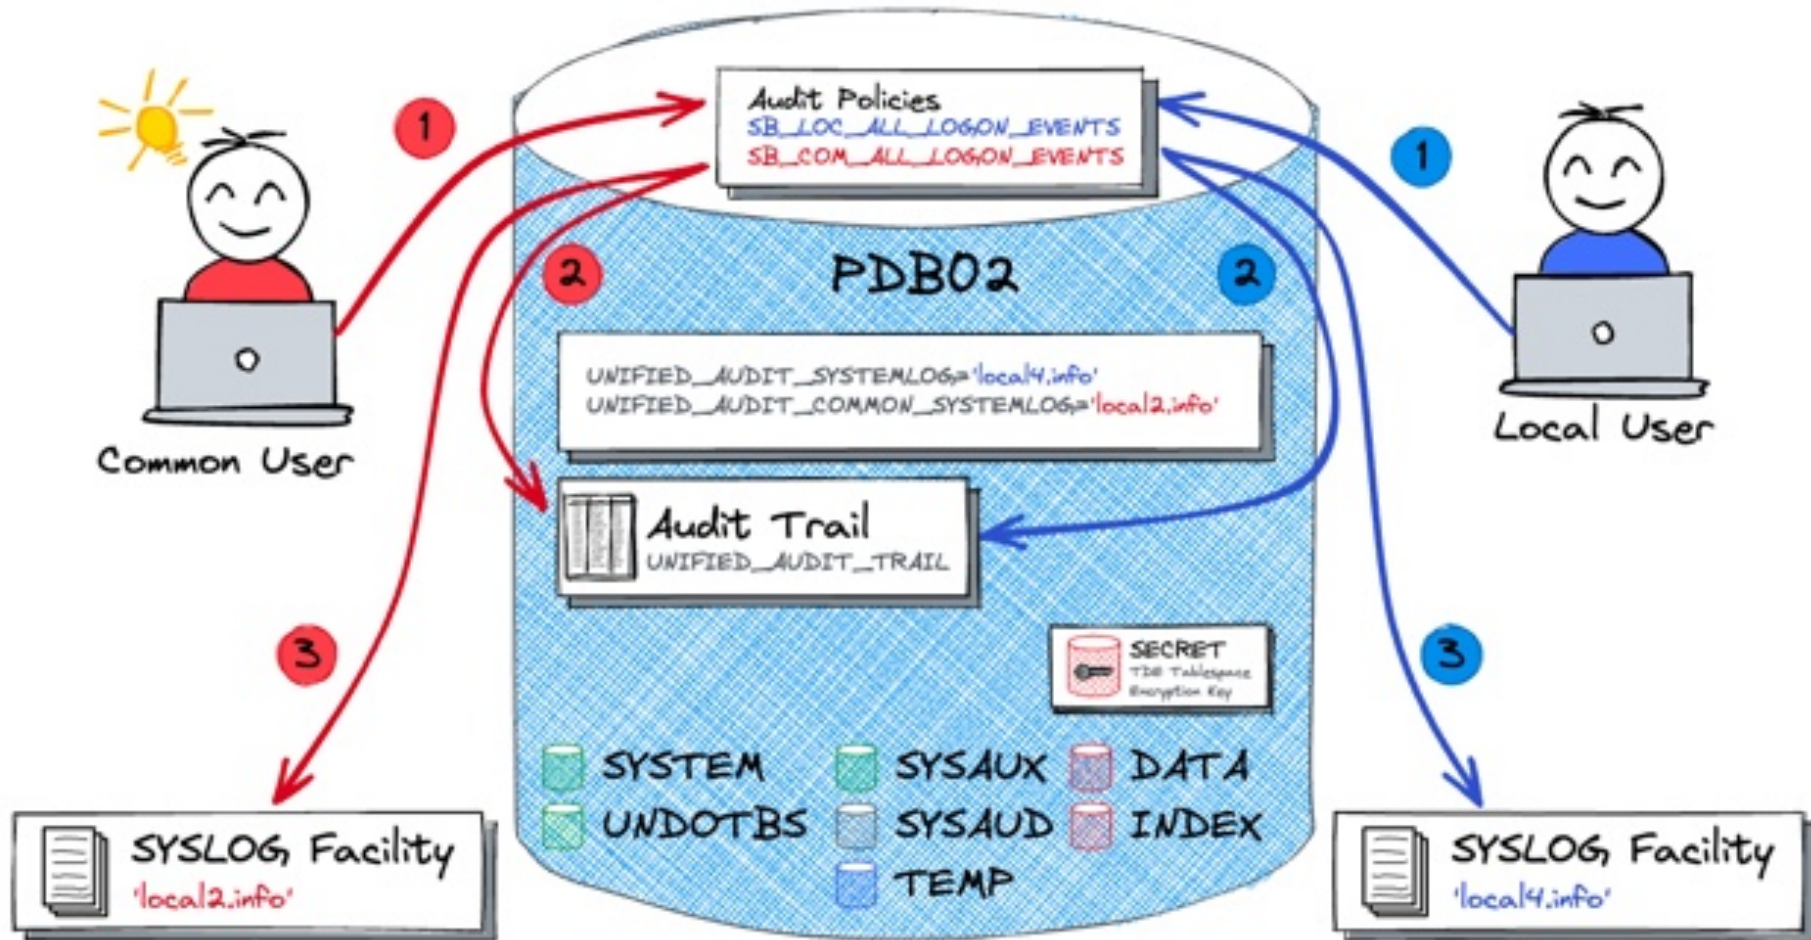 Audit Policies
SB_LOC_ALL_LOGON_EVENTS
SB_COM_ALL_LOGON_EVENTS
1
1
2
PDB02
2
UNIFIED_AUDIT_SYSTEMLOG='local4.info'
UNIFIED_AUDIT_COMMON_SYSTEMLOG='local2.info'
Common User
Local User
Audit Trail
UNIFIED_AUDIT_TRAIL
3
SECRET
TDE Tablespace
Encryption Key
3
SYSTEM
SYSAUX
DATA
UNDOTBS
SYSAUD
INDEX
TEMP
SYSLOG Facility
'local2.info'
SYSLOG Facility
'local4.info'